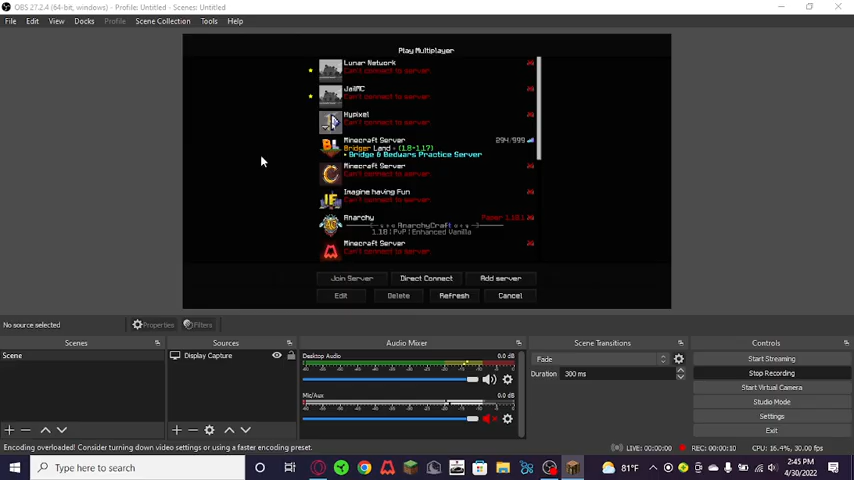 OBS 27.2.4 (64-bit, windows) - Profile: Untitled - Scenes: Untitled
File Edit View Docks Profile Scene Collection Tools Help
Play Multiplayer
Lunar Network
Can't connect to server
JailMC
Can't connect to server
Hypixel
Can't connect to server
Minecraft Server 294/999
Bridger Land - (1.8-1.17)
• Bridge & Bedwars Practice Server
Minecraft Server
Can't connect to server
Imagine having Fun
Can't connect to server
Anarchy Paper 1.18.1
AnarchyCraft
1.18 | PvP | Enhanced Vanilla
Minecraft Server
Can't connect to server
Join Server Direct Connect Add server
Edit Delete Refresh Cancel
No source selected Properties Filters
Scenes Sources Audio Mixer Scene Transitions Controls
Scene
Display Capture
Desktop Audio 0.0 dB
Mic/Aux 0.0 dB
Fade
Duration 300 ms
Start Streaming
Stop Recording
Start Virtual Camera
Studio Mode
Settings
Exit
Encoding overloaded! Consider turning down video settings or using a faster encoding preset. LIVE: 00:00:00 REC: 00:00:10 CPU: 16.4%, 30.00 fps
Type here to search 81°F 2:45 PM
4/30/2022